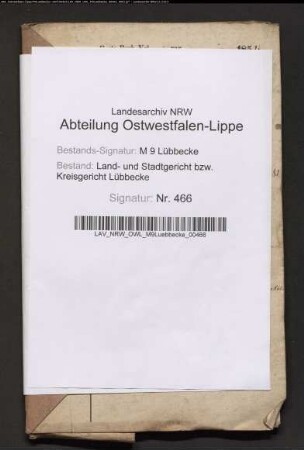 Landesarchiv NRW
Abteilung Ostwestfalen-Lippe
Bestands-Signatur: M 9 Lübbecke
Bestand: Land- und Stadtgericht bzw.
Kreisgericht Lübbecke
Signatur: Nr. 466
LAV_NRW_OWL_M9Luebbecke_00466